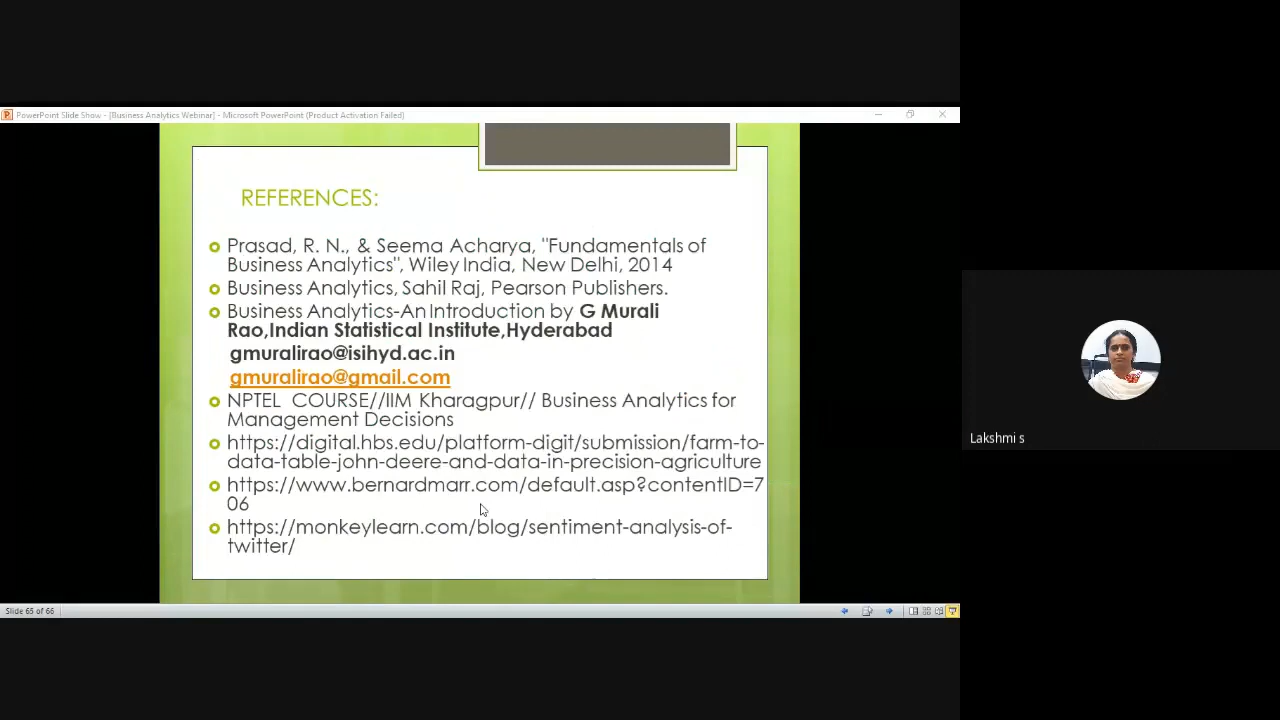 PowerPoint Slide Show - [Business Analytics Webinar] - Microsoft PowerPoint (Product Activation Failed)
REFERENCES:
Prasad, R. N., & Seema Acharya, "Fundamentals of
Business Analytics", Wiley India, New Delhi, 2014
Business Analytics, Sahil Raj, Pearson Publishers.
Business Analytics-An Introduction by G Murali
Rao,Indian Statistical Institute,Hyderabad
gmuralirao@isihyd.ac.in
gmuralirao@gmail.com
NPTEL COURSE//IIM Kharagpur// Business Analytics for
Management Decisions
https://digital.hbs.edu/platform-digit/submission/farm-to-
data-table-john-deere-and-data-in-precision-agriculture
https://www.bernardmarr.com/default.asp?contentID=7
06
https://monkeylearn.com/blog/sentiment-analysis-of-
twitter/
Lakshmi s
Slide 65 of 66